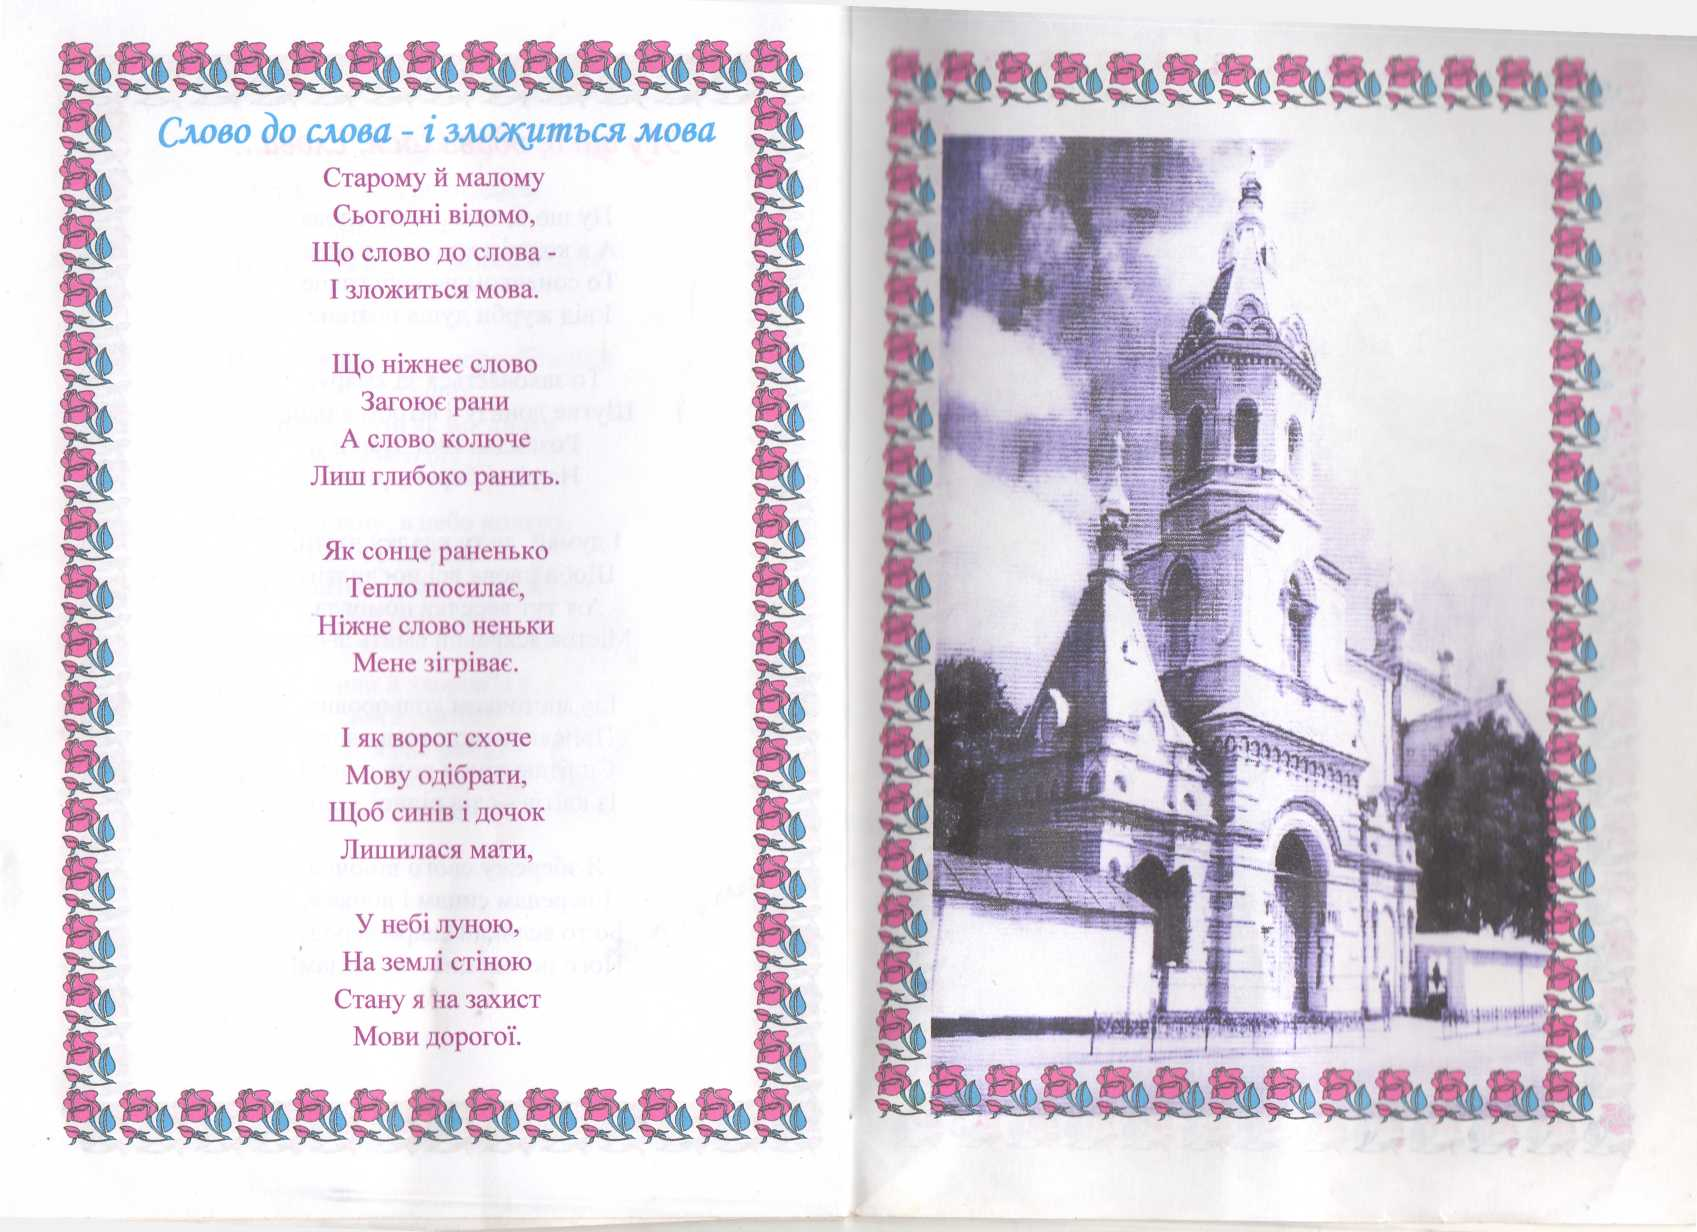 Слово до слова - і зложиться мова
Старому й малому
Сьогодні відомо,
Що слово до слова -
І зложиться мова.
Що ніжнеє слово
Загоює рани
А слово колюче
Лиш глибоко ранить.
Як сонце раненько
Тепло посилає,
Ніжне слово неньки
Мене зігріває.
І як ворог схоче
Мову одібрати,
Щоб синів і дочок
Лишилася мати,
У небі луною,
На землі стіною
Стану я на захист
Мови дорогої.